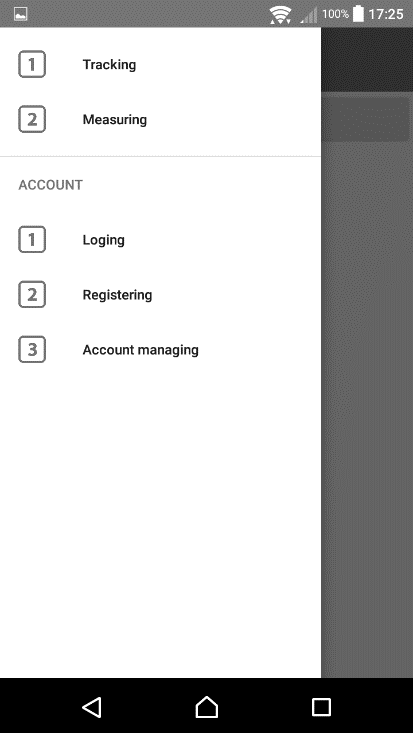 100% 17:25
1 Tracking
2 Measuring
ACCOUNT
1 Loging
2 Registering
3 Account managing